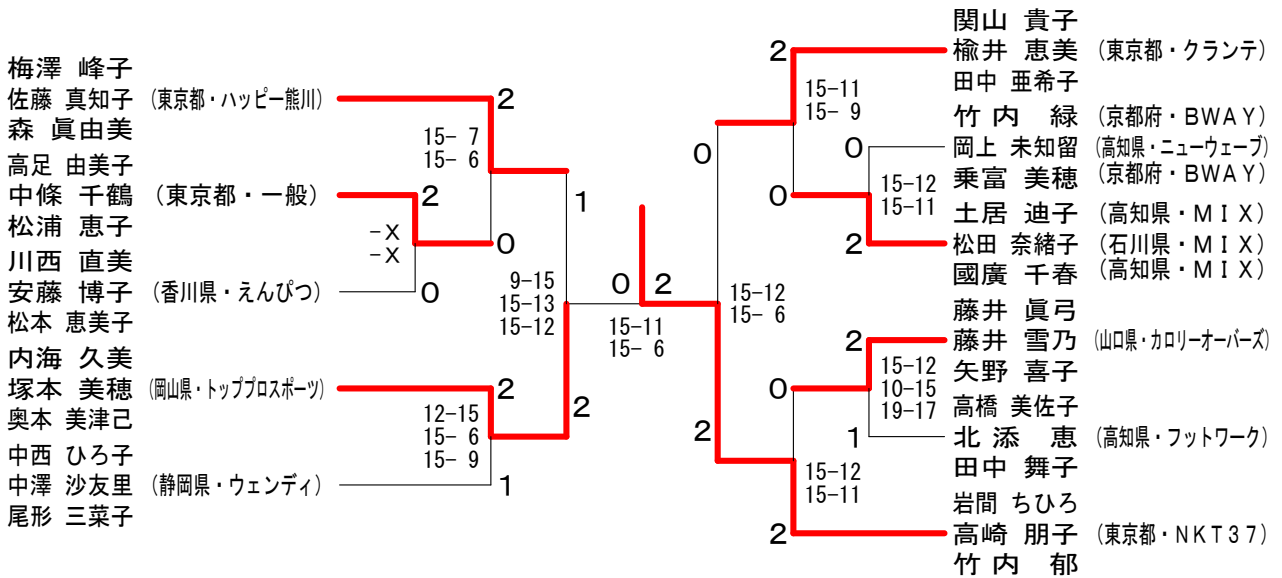 梅澤 峰子
佐藤 真知子 (東京都・ハッピー熊川)
森 眞由美
高足 由美子
中條 千鶴 (東京都・一般)
松浦 恵子
川西 直美
安藤 博子 (香川県・えんぴつ)
松本 恵美子
内海 久美
塚本 美穂 (岡山県・トッププロスポーツ)
奥本 美津己
中西 ひろ子
中澤 沙友里 (静岡県・ウェンディ)
尾形 三菜子
2
15- 7
15- 6
2
-X
-X
0
0
1
9-15
15-13
15-12
2
12-15
15- 6
15- 9
1
2
0
2
15-11
15- 6
関山 貴子
楡井 恵美 (東京都・クランテ)
田中 亜希子
竹内 緑 (京都府・BWAY)
岡上 未知留 (高知県・ニューウェーブ)
乗富 美穂 (京都府・BWAY)
土居 迪子 (高知県・MIX)
松田 奈緒子 (石川県・MIX)
國廣 千春 (高知県・MIX)
藤井 眞弓
藤井 雪乃 (山口県・カロリーオーバーズ)
矢野 喜子
高橋 美佐子
北添 恵 (高知県・フットワーク)
田中 舞子
岩間 ちひろ
高崎 朋子 (東京都・NKT37)
竹内 郁
2
15-11
15- 9
0
0
15-12
15-11
0
2
15-12
15- 6
2
15-12
10-15
19-17
0
1
2
15-12
15-11
2